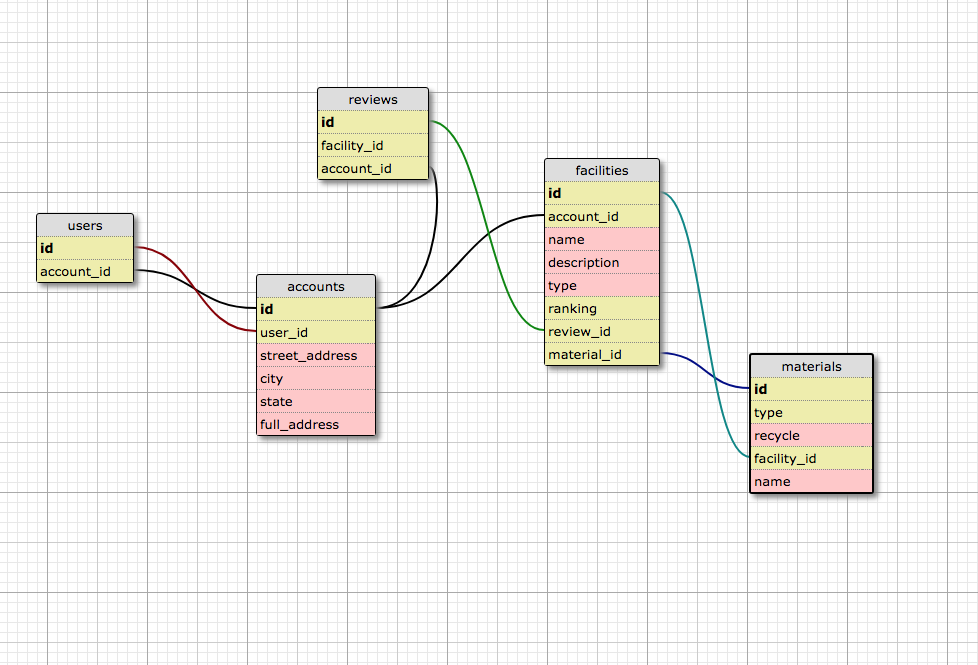 reviews
id
facility_id
account_id
facilities
id
account_id
name
description
type
ranking
review_id
material_id
users
id
account_id
accounts
id
user_id
street_address
city
state
full_address
materials
id
type
recycle
facility_id
name